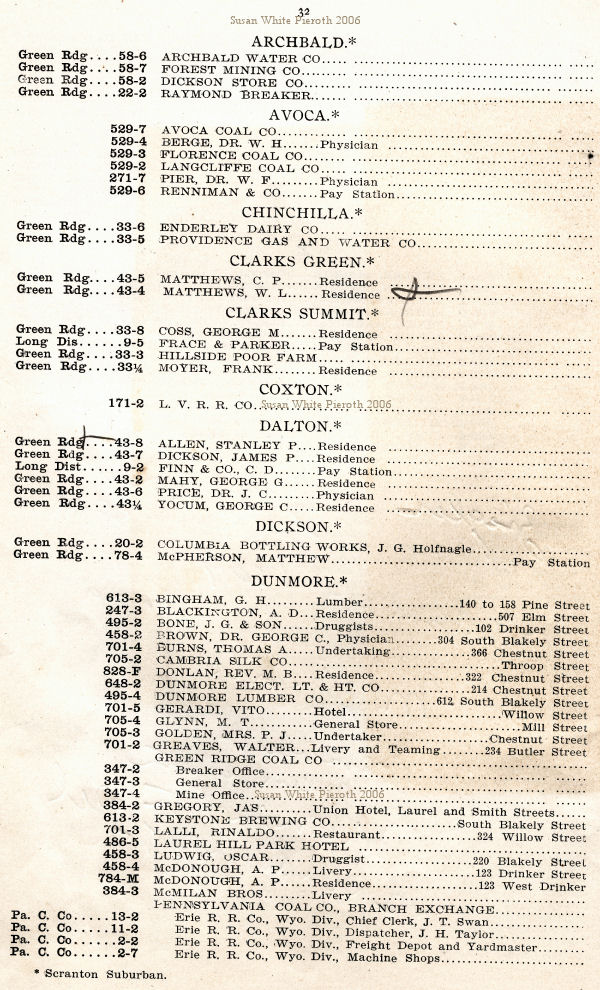 32
Susan White Pieroth 2006
ARCHBALD.*
Green Rdg....58-6 ARCHBALD WATER CO.....
Green Rdg....58-7 FOREST MINING CO...
Green Rdg....58-2 DICKSON STORE CO....
Green Rdg....22-2 RAYMOND BREAKER......
AVOCA.*
529-7 AVOCA COAL CO...
529-4 BERGE, DR. W. H......Physician
529-3 FLORENCE COAL CO...
529-2 LANGCLIFFE COAL CO....
271-7 PIER, DR. W. F........Physician
529-6 RENNIMAN & CO......Pay Station...
CHINCHILLA.*
Green Rdg....33-6 ENDERLEY DAIRY CO...
Green Rdg....33-5 PROVIDENCE GAS AND WATER CO...
CLARKS GREEN.*
Green Rdg....43-5 MATTHEWS, C. P.....Residence
Green Rdg....43-4 MATTHEWS, W. L.....Residence
CLARKS SUMMIT.*
Green Rdg....33-8 COSS, GEORGE M......Residence
Long Dis.......9-5 FRACE & PARKER.....Pay Station...
Green Rdg....33-3 HILLSIDE POOR FARM.....
Green Rdg....33¼ MOYER, FRANK........Residence
COXTON.*
171-2 L. V. R. R. CO...
Susan White Pieroth 2006
DALTON.*
Green Rdg....43-8 ALLEN, STANLEY P....Residence
Green Rdg....43-7 DICKSON, JAMES P....Residence
Long Dist......9-2 FINN & CO., C. D......Pay Station...
Green Rdg....43-2 MAHY, GEORGE G......Residence
Green Rdg....43-6 PRICE, DR. J. C.......Physician
Green Rdg....43¼ YOCUM, GEORGE C.....Residence
DICKSON.*
Green Rdg....20-2 COLUMBIA BOTTLING WORKS, J. G. Holfnagle...
Green Rdg....78-4 McPHERSON, MATTHEW...Pay Station
DUNMORE.*
613-3 BINGHAM, G. H........Lumber...140 to 158 Pine Street
247-3 BLACKINGTON, A. D....Residence...507 Elm Street
495-2 BONE, J. G. & SON.....Druggists...102 Drinker Street
458-2 BROWN, DR. GEORGE C., Physician...304 South Blakely Street
701-4 BURNS, THOMAS A.....Undertaking...366 Chestnut Street
705-2 CAMBRIA SILK CO...Throop Street
828-F DONLAN, REV. M. B....Residence...322 Chestnut Street
648-2 DUNMORE ELECT. LT. & HT. CO...214 Chestnut Street
495-4 DUNMORE LUMBER CO...612 South Blakely Street
701-5 GERARDI, VITO........Hotel...Willow Street
705-4 GLYNN, M. T..........General Store...Mill Street
705-3 GOLDEN, MRS. P. J.....Undertaker...Chestnut Street
701-2 GREAVES, WALTER...Livery and Teaming...234 Butler Street
GREEN RIDGE COAL CO
347-2 Breaker Office...
347-3 General Store...
347-4 Mine Office...
Susan White Pieroth 2006
384-2 GREGORY, JAS.........Union Hotel, Laurel and Smith Streets......
613-2 KEYSTONE BREWING CO...South Blakely Street
701-3 LALLI, RINALDO.......Restaurant...324 Willow Street
486-5 LAUREL HILL PARK HOTEL
458-3 LUDWIG, OSCAR.......Druggist...220 Blakely Street
458-4 McDONOUGH, A. P.....Livery...123 Drinker Street
784-M McDONOUGH, A. P.....Residence...123 West Drinker
384-3 McMILAN BROS........Livery
PENNSYLVANIA COAL CO., BRANCH EXCHANGE...
Pa. C. Co.....13-2 Erie R. R. Co., Wyo. Div., Chief Clerk, J. T. Swan...
Pa. C. Co.....11-2 Erie R. R. Co., Wyo. Div., Dispatcher, J. H. Taylor...
Pa. C. Co......2-2 Erie R. R. Co., Wyo. Div., Freight Depot and Yardmaster...
Pa. C. Co......2-7 Erie R. R. Co., Wyo. Div., Machine Shops...
* Scranton Suburban.